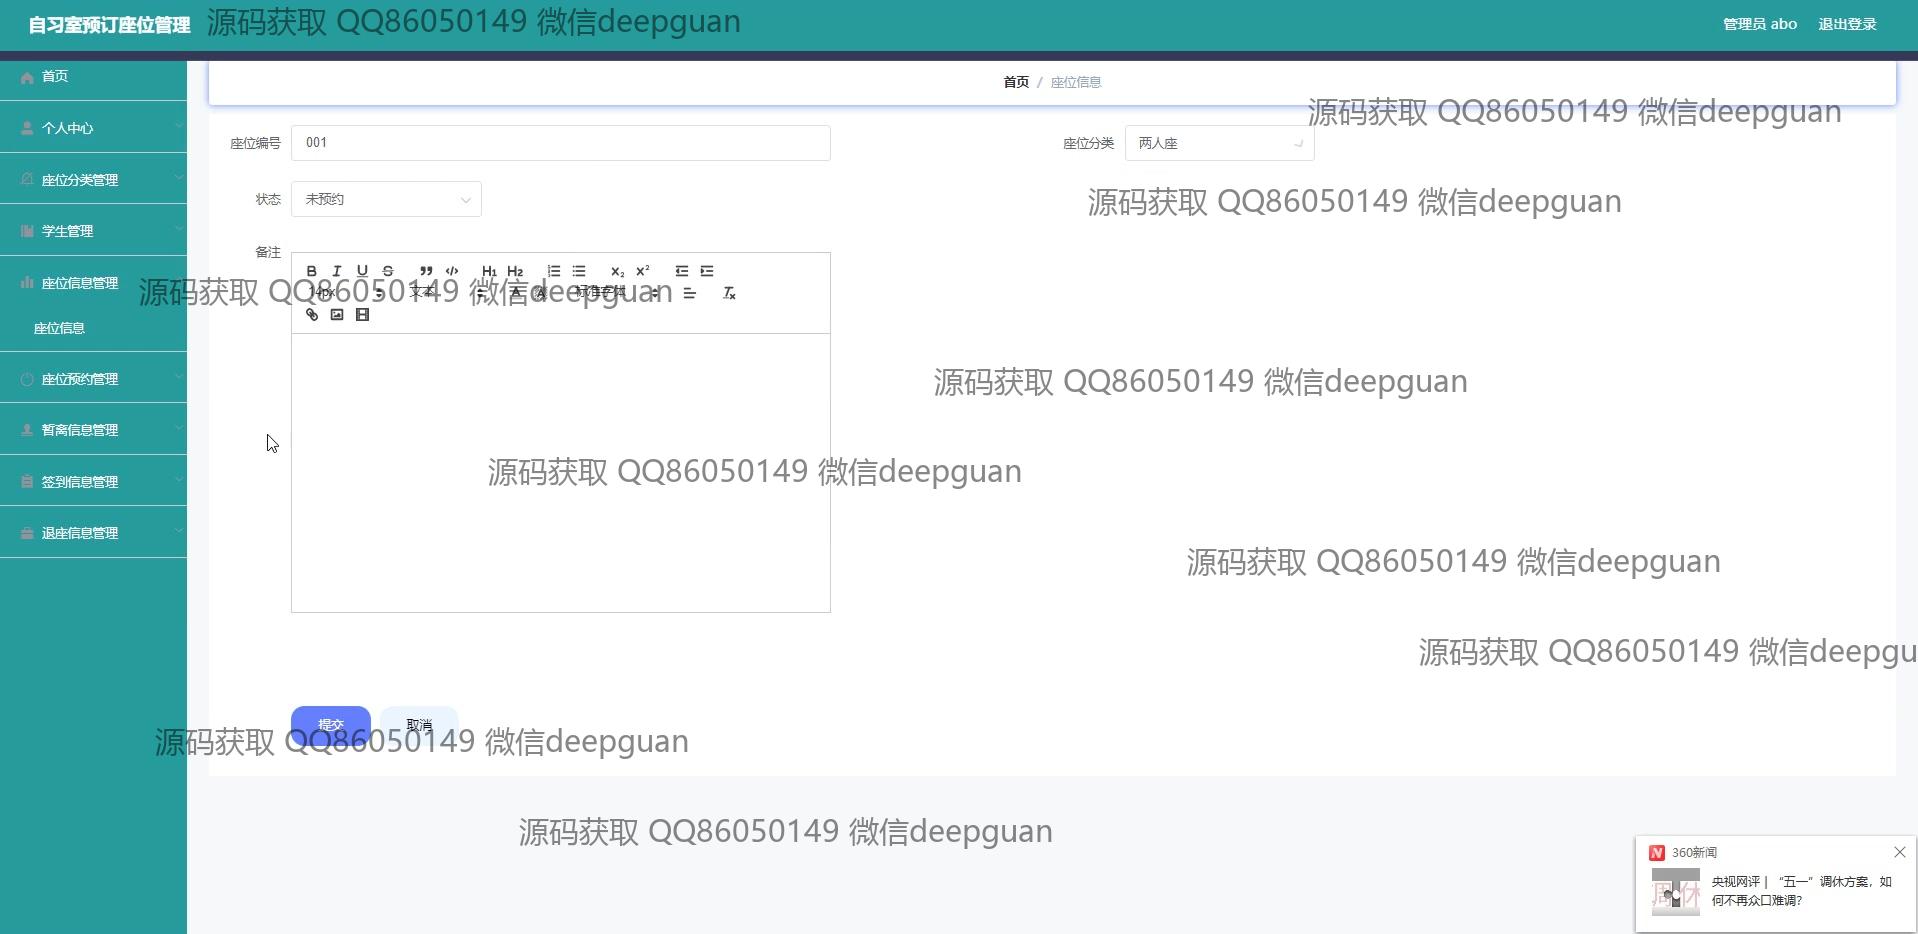 自习室预订座位管理
源码获取 QQ86050149 微信deepguan
管理员 abo 退出登录
首页
首页 / 座位信息
源码获取 QQ86050149 微信deepguan
个人中心
座位编号 001
座位分类 两人座
座位分类管理
状态 未预约
源码获取 QQ86050149 微信deepguan
学生管理
备注
B I U S ” </> H1 H2 X₂ X²
座位信息管理
源码获取 QQ86050149 微信deepguan
14px 文本 A A 标准字体
座位信息
座位预约管理
源码获取 QQ86050149 微信deepguan
暂离信息管理
源码获取 QQ86050149 微信deepguan
签到信息管理
退座信息管理
源码获取 QQ86050149 微信deepguan
源码获取 QQ86050149 微信deepgu
提交 取消
源码获取 QQ86050149 微信deepguan
源码获取 QQ86050149 微信deepguan
360新闻
央视网评 | “五一”调休方案，如
何不再众口难调？